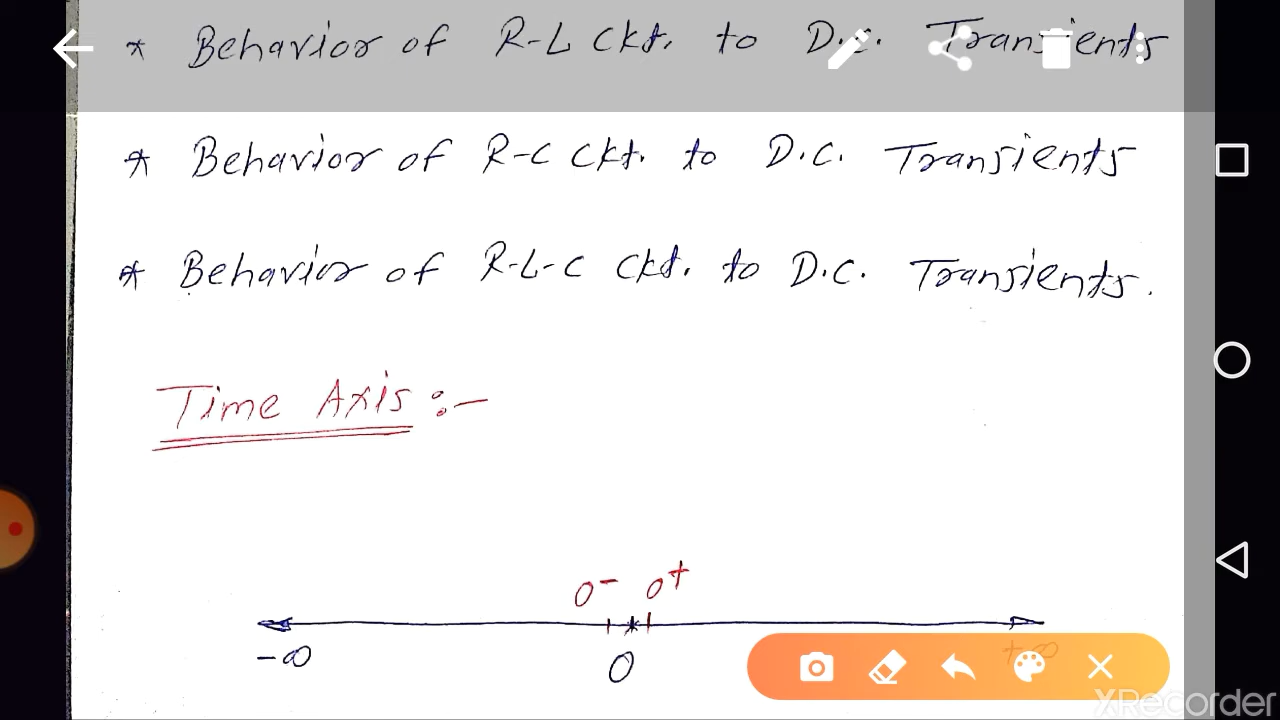 * Behavior of R-L Ckt. to D.C. Transients
* Behavior of R-C Ckt. to D.C. Transients
* Behavior of R-L-C Ckt. to D.C. Transients.
Time Axis :-
0⁻ 0⁺
-∞ 0 +∞
XRecorder